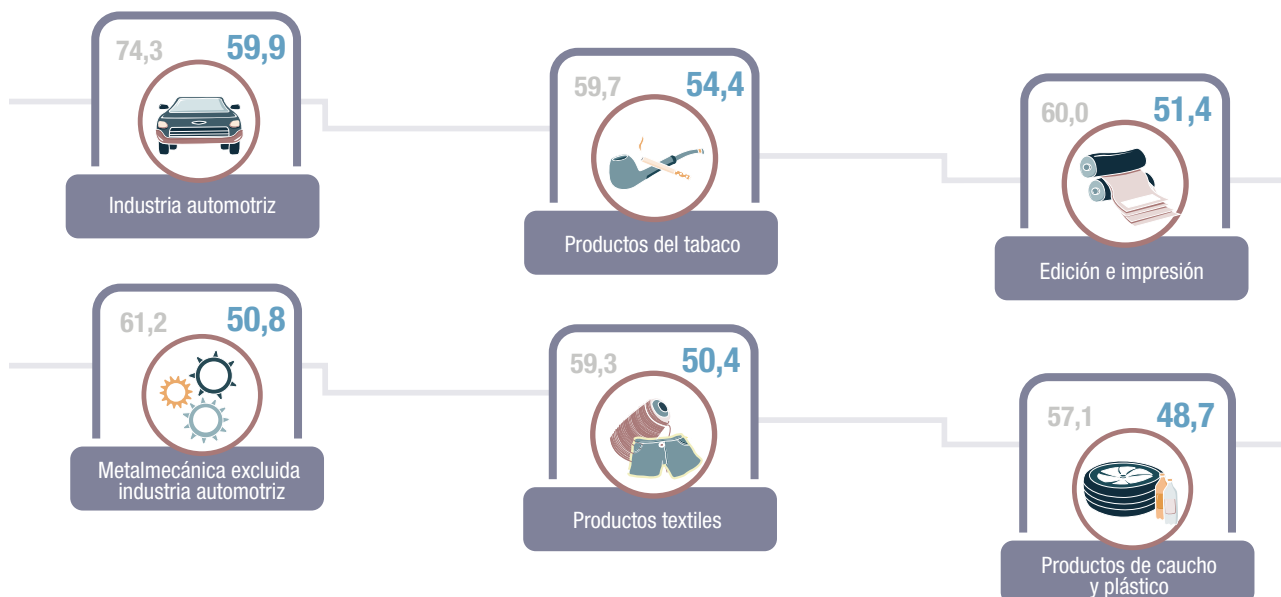 74,3 59,9
Industria automotriz
59,7 54,4
Productos del tabaco
60,0 51,4
Edición e impresión
61,2 50,8
Metalmecánica excluida
industria automotriz
59,3 50,4
Productos textiles
57,1 48,7
Productos de caucho
y plástico